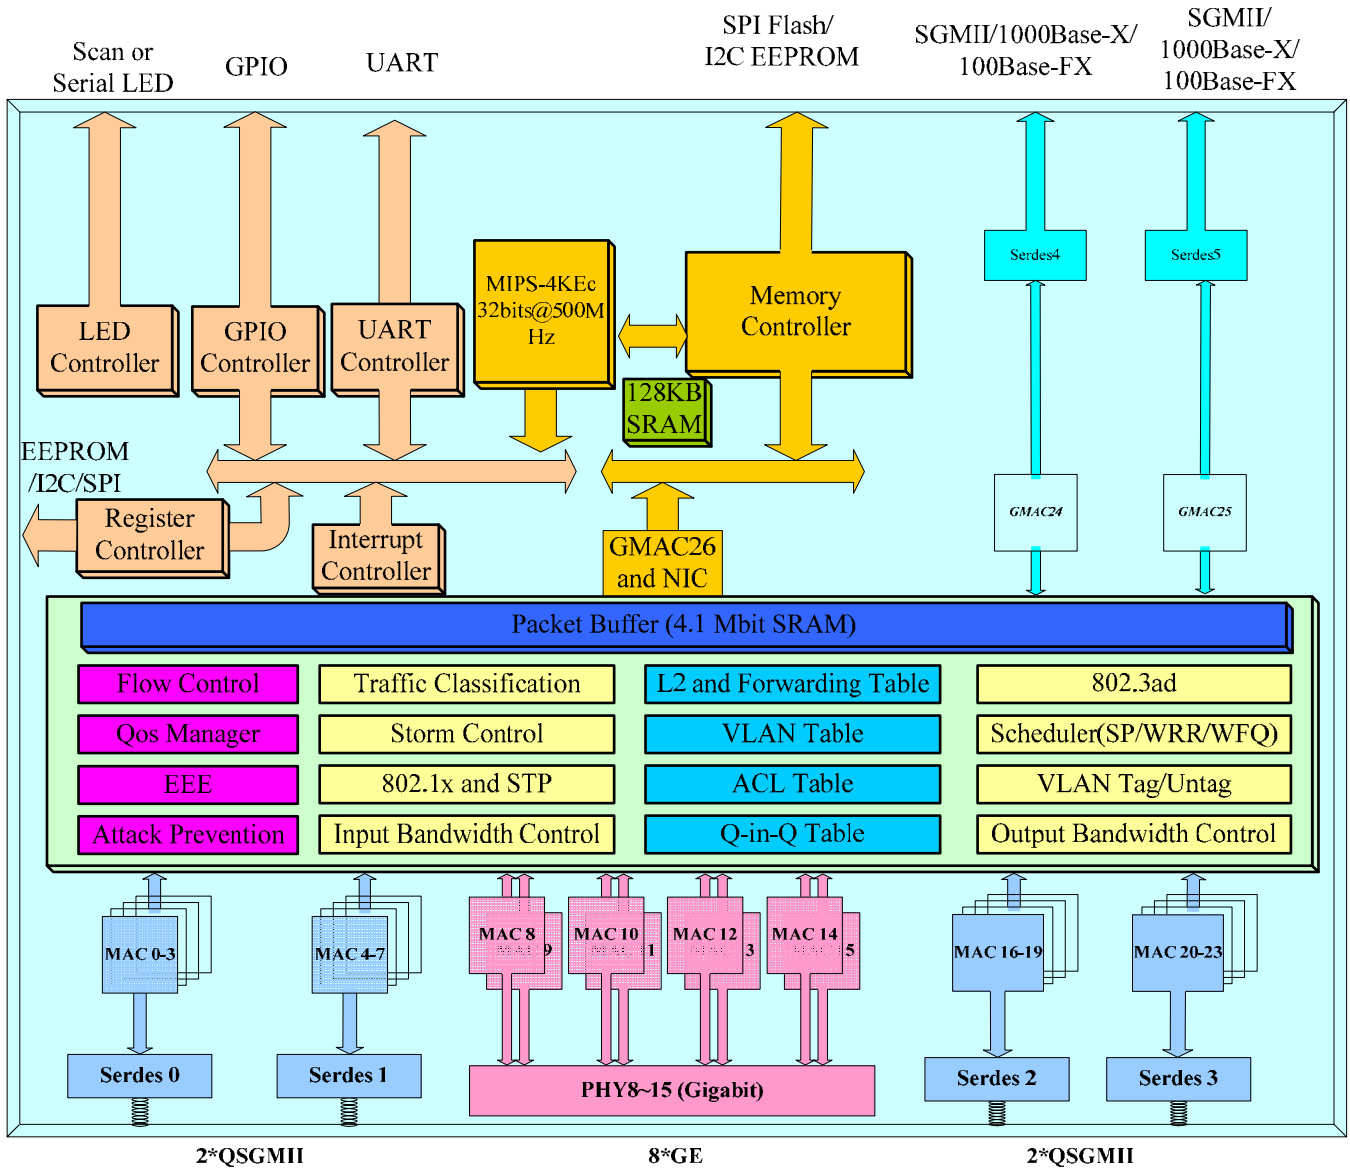 Scan or
Serial LED
GPIO
UART
SPI Flash/
I2C EEPROM
SGMII/1000Base-X/
100Base-FX
SGMII/
1000Base-X/
100Base-FX
LED
Controller
GPIO
Controller
UART
Controller
MIPS-4KEc
32bits@500M
Hz
Memory
Controller
128KB
SRAM
Serdes4
Serdes5
EEPROM
/I2C/SPI
Register
Controller
Interrupt
Controller
GMAC26
and NIC
GMAC24
GMAC25
Packet Buffer (4.1 Mbit SRAM)
Flow Control
Traffic Classification
L2 and Forwarding Table
802.3ad
Qos Manager
Storm Control
VLAN Table
Scheduler(SP/WRR/WFQ)
EEE
802.1x and STP
ACL Table
VLAN Tag/Untag
Attack Prevention
Input Bandwidth Control
Q-in-Q Table
Output Bandwidth Control
MAC 0-3
MAC 4-7
MAC 8
9
MAC 10
1
MAC 12
3
MAC 14
5
MAC 16-19
MAC 20-23
Serdes 0
Serdes 1
PHY8~15 (Gigabit)
Serdes 2
Serdes 3
2*QSGMII
8*GE
2*QSGMII